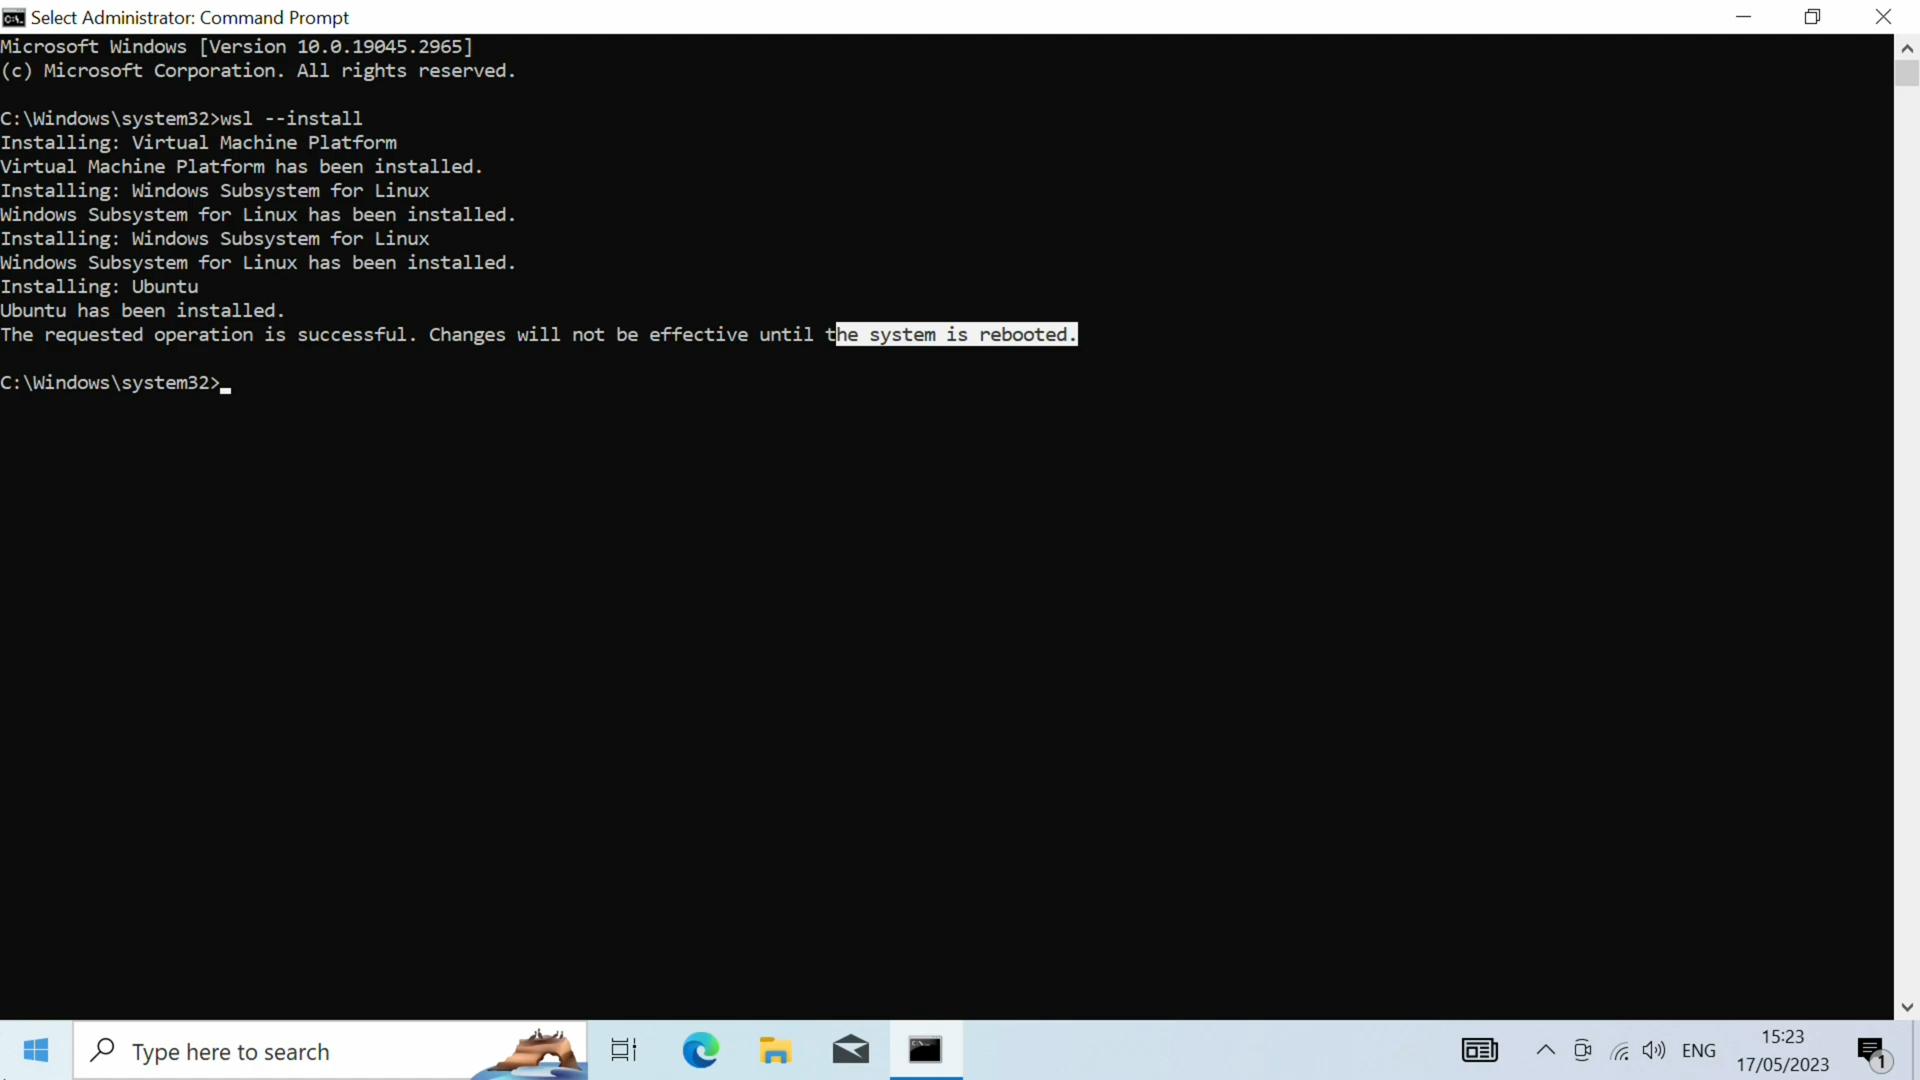 Select Administrator: Command Prompt
Microsoft Windows [Version 10.0.19045.2965]
(c) Microsoft Corporation. All rights reserved.
C:\Windows\system32>wsl --install
Installing: Virtual Machine Platform
Virtual Machine Platform has been installed.
Installing: Windows Subsystem for Linux
Windows Subsystem for Linux has been installed.
Installing: Windows Subsystem for Linux
Windows Subsystem for Linux has been installed.
Installing: Ubuntu
Ubuntu has been installed.
The requested operation is successful. Changes will not be effective until the system is rebooted.
C:\Windows\system32>
Type here to search
ENG
15:23
17/05/2023
1